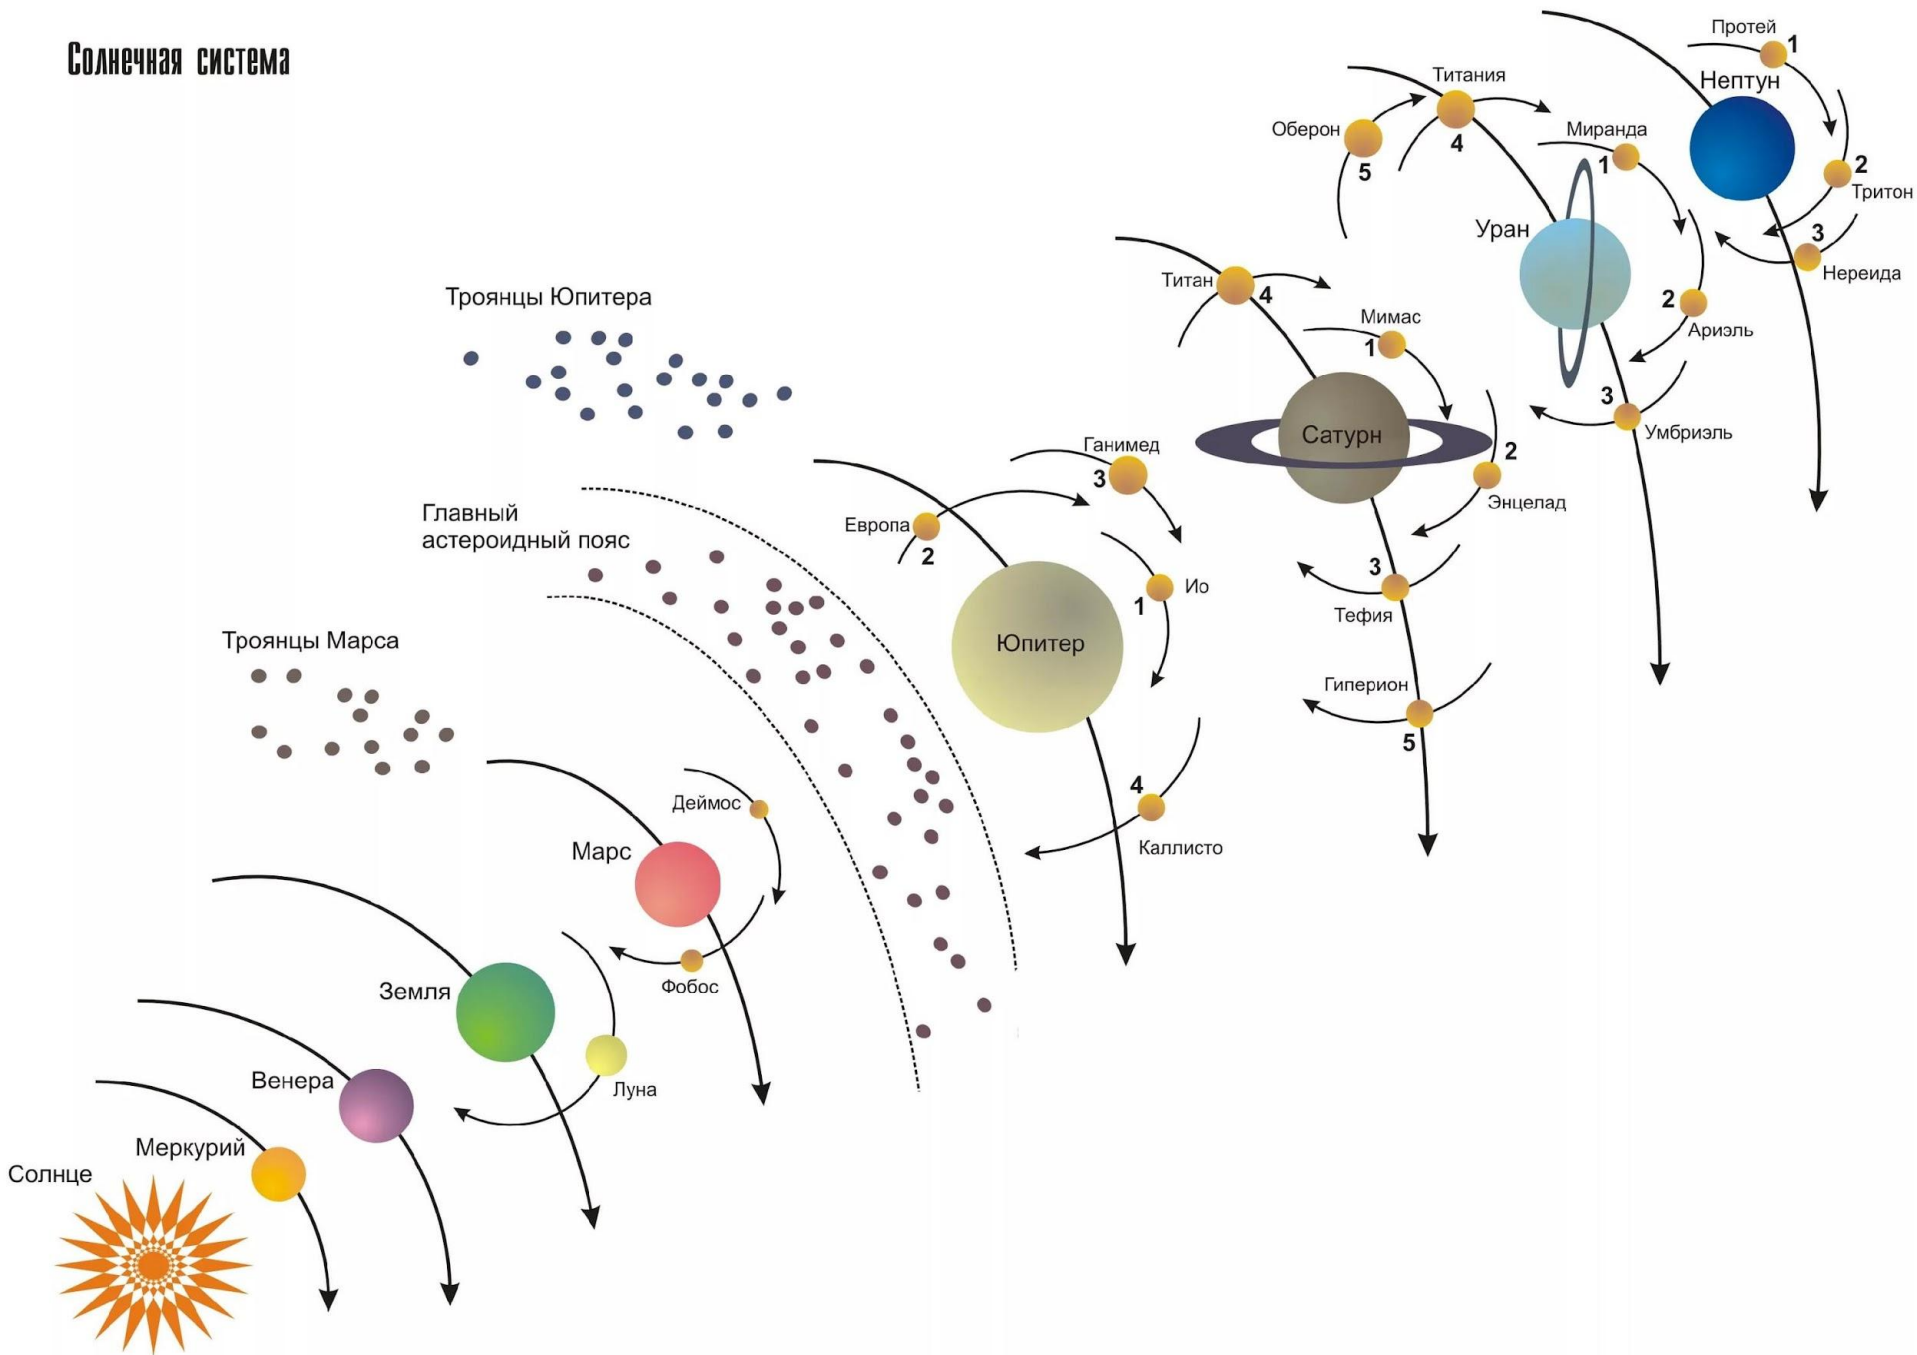 Солнечная система
Протей
1
Нептун
Титания
4
Оберон
5
Миранда
1
2
Тритон
Уран
3
Нереида
Титан
4
2
Ариэль
Троянцы Юпитера
Мимас
1
3
Умбриэль
Сатурн
Ганимед
3
2
Энцелад
Главный
астероидный пояс
Европа
2
Ио
1
3
Тефия
Юпитер
Троянцы Марса
Гиперион
5
4
Каллисто
Деймос
Марс
Фобос
Земля
Луна
Венера
Меркурий
Солнце